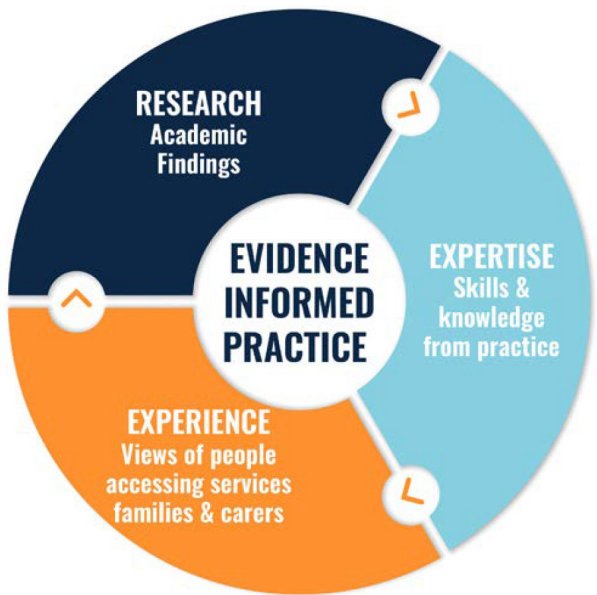 RESEARCH
Academic
Findings
EVIDENCE
INFORMED
PRACTICE
EXPERTISE
Skills &
knowledge
from practice
EXPERIENCE
Views of people
accessing services
families & carers